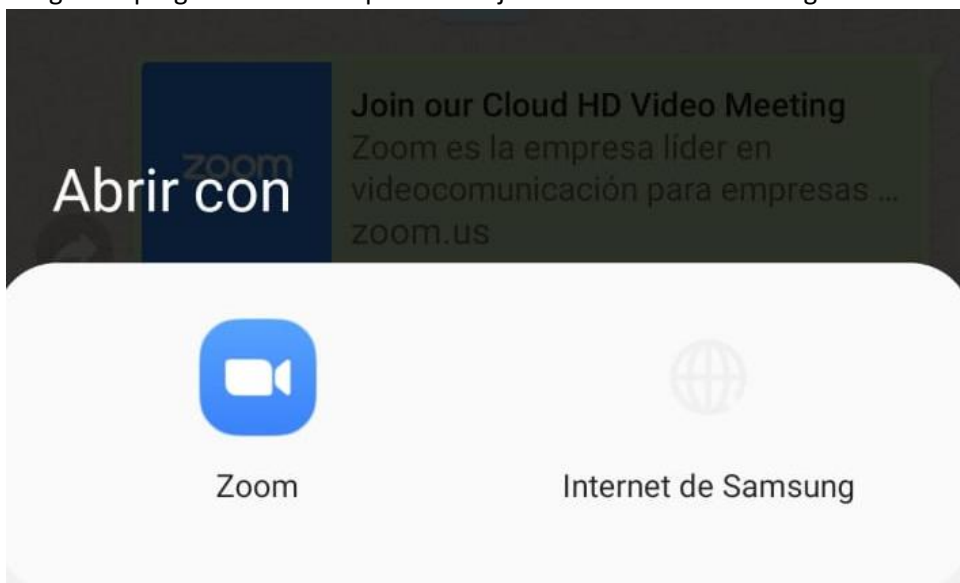 Join our Cloud HD Video Meeting
zoom
Zoom es la empresa líder en
videocomunicación para empresas ...
zoom.us
Abrir con
Zoom
Internet de Samsung